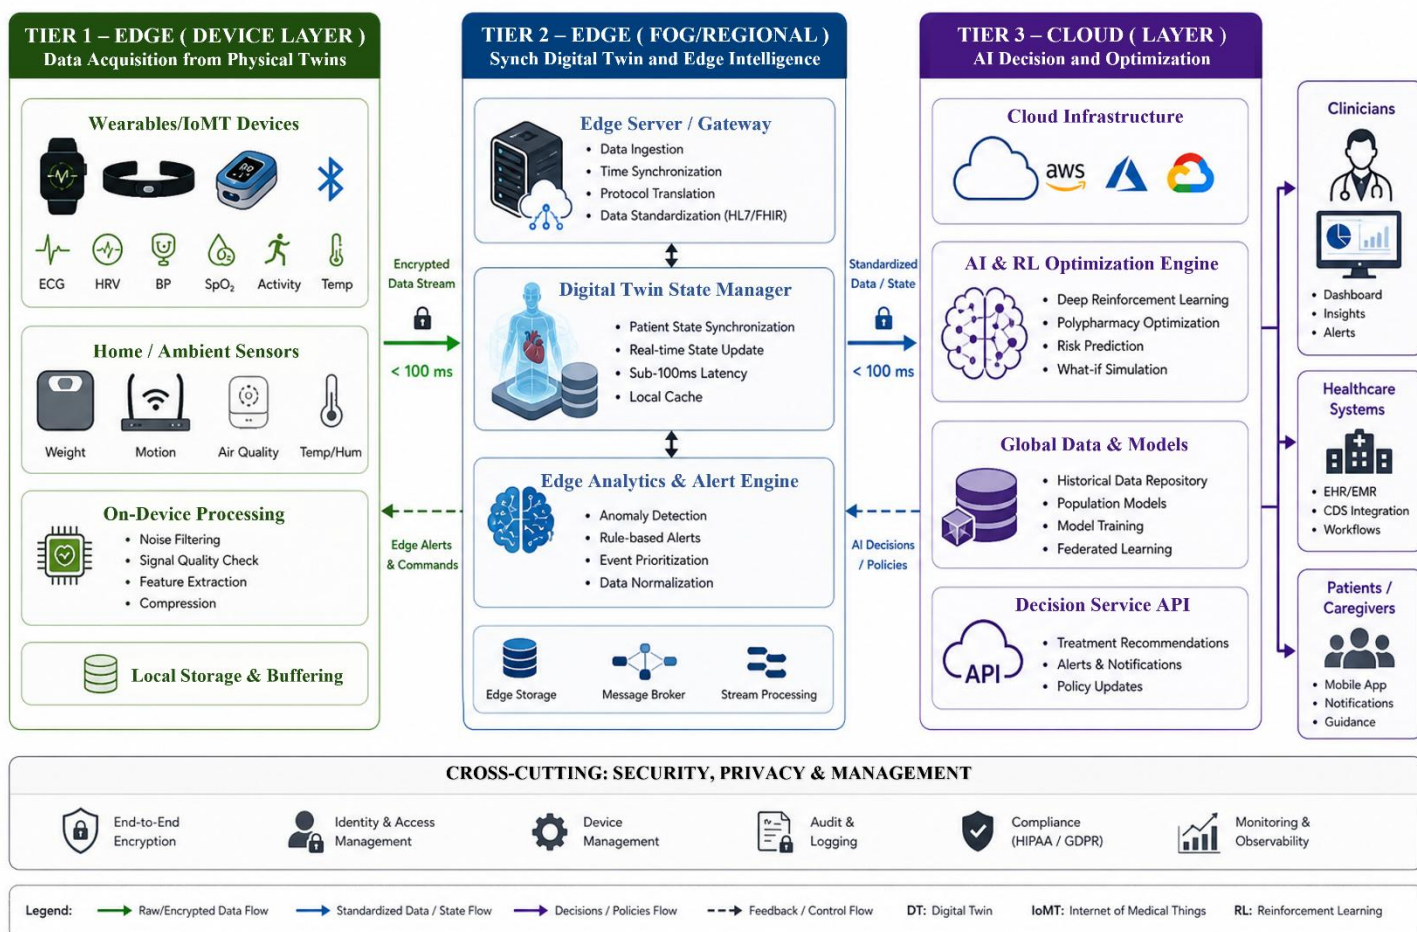 TIER 1 – EDGE ( DEVICE LAYER )
Data Acquisition from Physical Twins
Wearables/IoMT Devices
ECG
HRV
BP
SpO₂
Activity
Temp
Home / Ambient Sensors
Weight
Motion
Air Quality
Temp/Hum
On-Device Processing
• Noise Filtering
• Signal Quality Check
• Feature Extraction
• Compression
Local Storage & Buffering
Encrypted
Data Stream
< 100 ms
Edge Alerts
& Commands
TIER 2 – EDGE ( FOG/REGIONAL )
Synch Digital Twin and Edge Intelligence
Edge Server / Gateway
• Data Ingestion
• Time Synchronization
• Protocol Translation
• Data Standardization (HL7/FHIR)
Digital Twin State Manager
• Patient State Synchronization
• Real-time State Update
• Sub-100ms Latency
• Local Cache
Edge Analytics & Alert Engine
• Anomaly Detection
• Rule-based Alerts
• Event Prioritization
• Data Normalization
Edge Storage
Message Broker
Stream Processing
Standardized
Data / State
< 100 ms
AI Decisions
/ Policies
TIER 3 – CLOUD ( LAYER )
AI Decision and Optimization
Cloud Infrastructure
aws
AI & RL Optimization Engine
• Deep Reinforcement Learning
• Polypharmacy Optimization
• Risk Prediction
• What-if Simulation
Global Data & Models
• Historical Data Repository
• Population Models
• Model Training
• Federated Learning
Decision Service API
API
• Treatment Recommendations
• Alerts & Notifications
• Policy Updates
Clinicians
• Dashboard
• Insights
• Alerts
Healthcare
Systems
• EHR/EMR
• CDS Integration
• Workflows
Patients /
Caregivers
• Mobile App
• Notifications
• Guidance
CROSS-CUTTING: SECURITY, PRIVACY & MANAGEMENT
End-to-End
Encryption
Identity & Access
Management
Device
Management
Audit &
Logging
Compliance
(HIPAA / GDPR)
Monitoring &
Observability
Legend: Raw/Encrypted Data Flow Standardized Data / State Flow Decisions / Policies Flow Feedback / Control Flow DT: Digital Twin IoMT: Internet of Medical Things RL: Reinforcement Learning